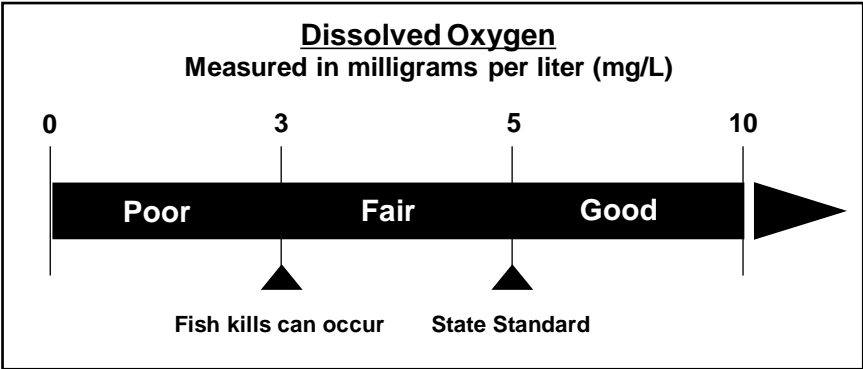 Dissolved Oxygen
Measured in milligrams per liter (mg/L)
0 3 5 10
Poor Fair Good
Fish kills can occur State Standard